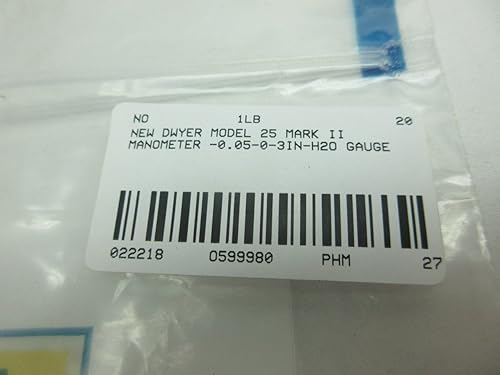 NO 1LB 20
NEW DWYER MODEL 25 MARK II
MANOMETER -0.05-0-3IN-H2O GAUGE
022218 0599980 PHM 27